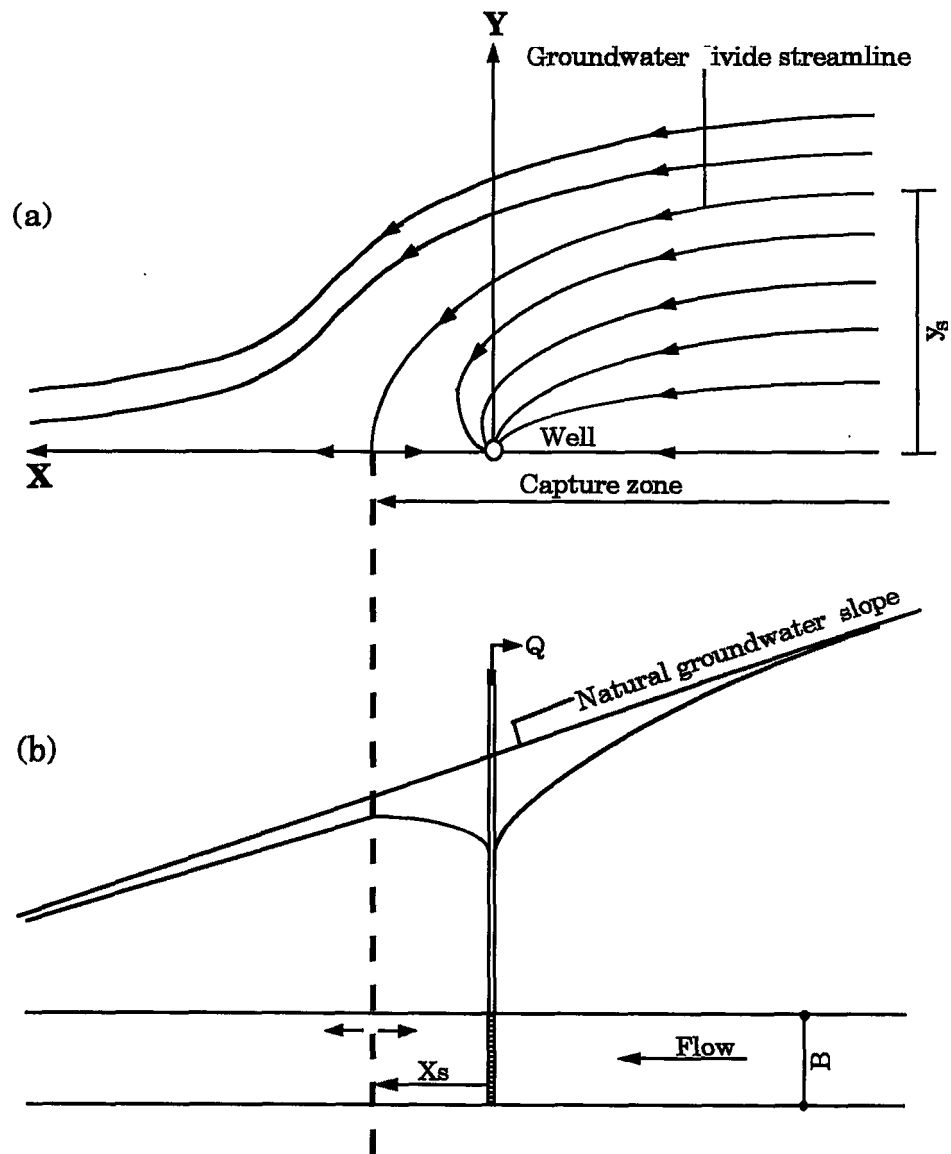 Y
Groundwater ivide streamline
(a)
ys
Well
X
Capture zone
Natural groundwater slope
Q
(b)
Flow
B
Xs